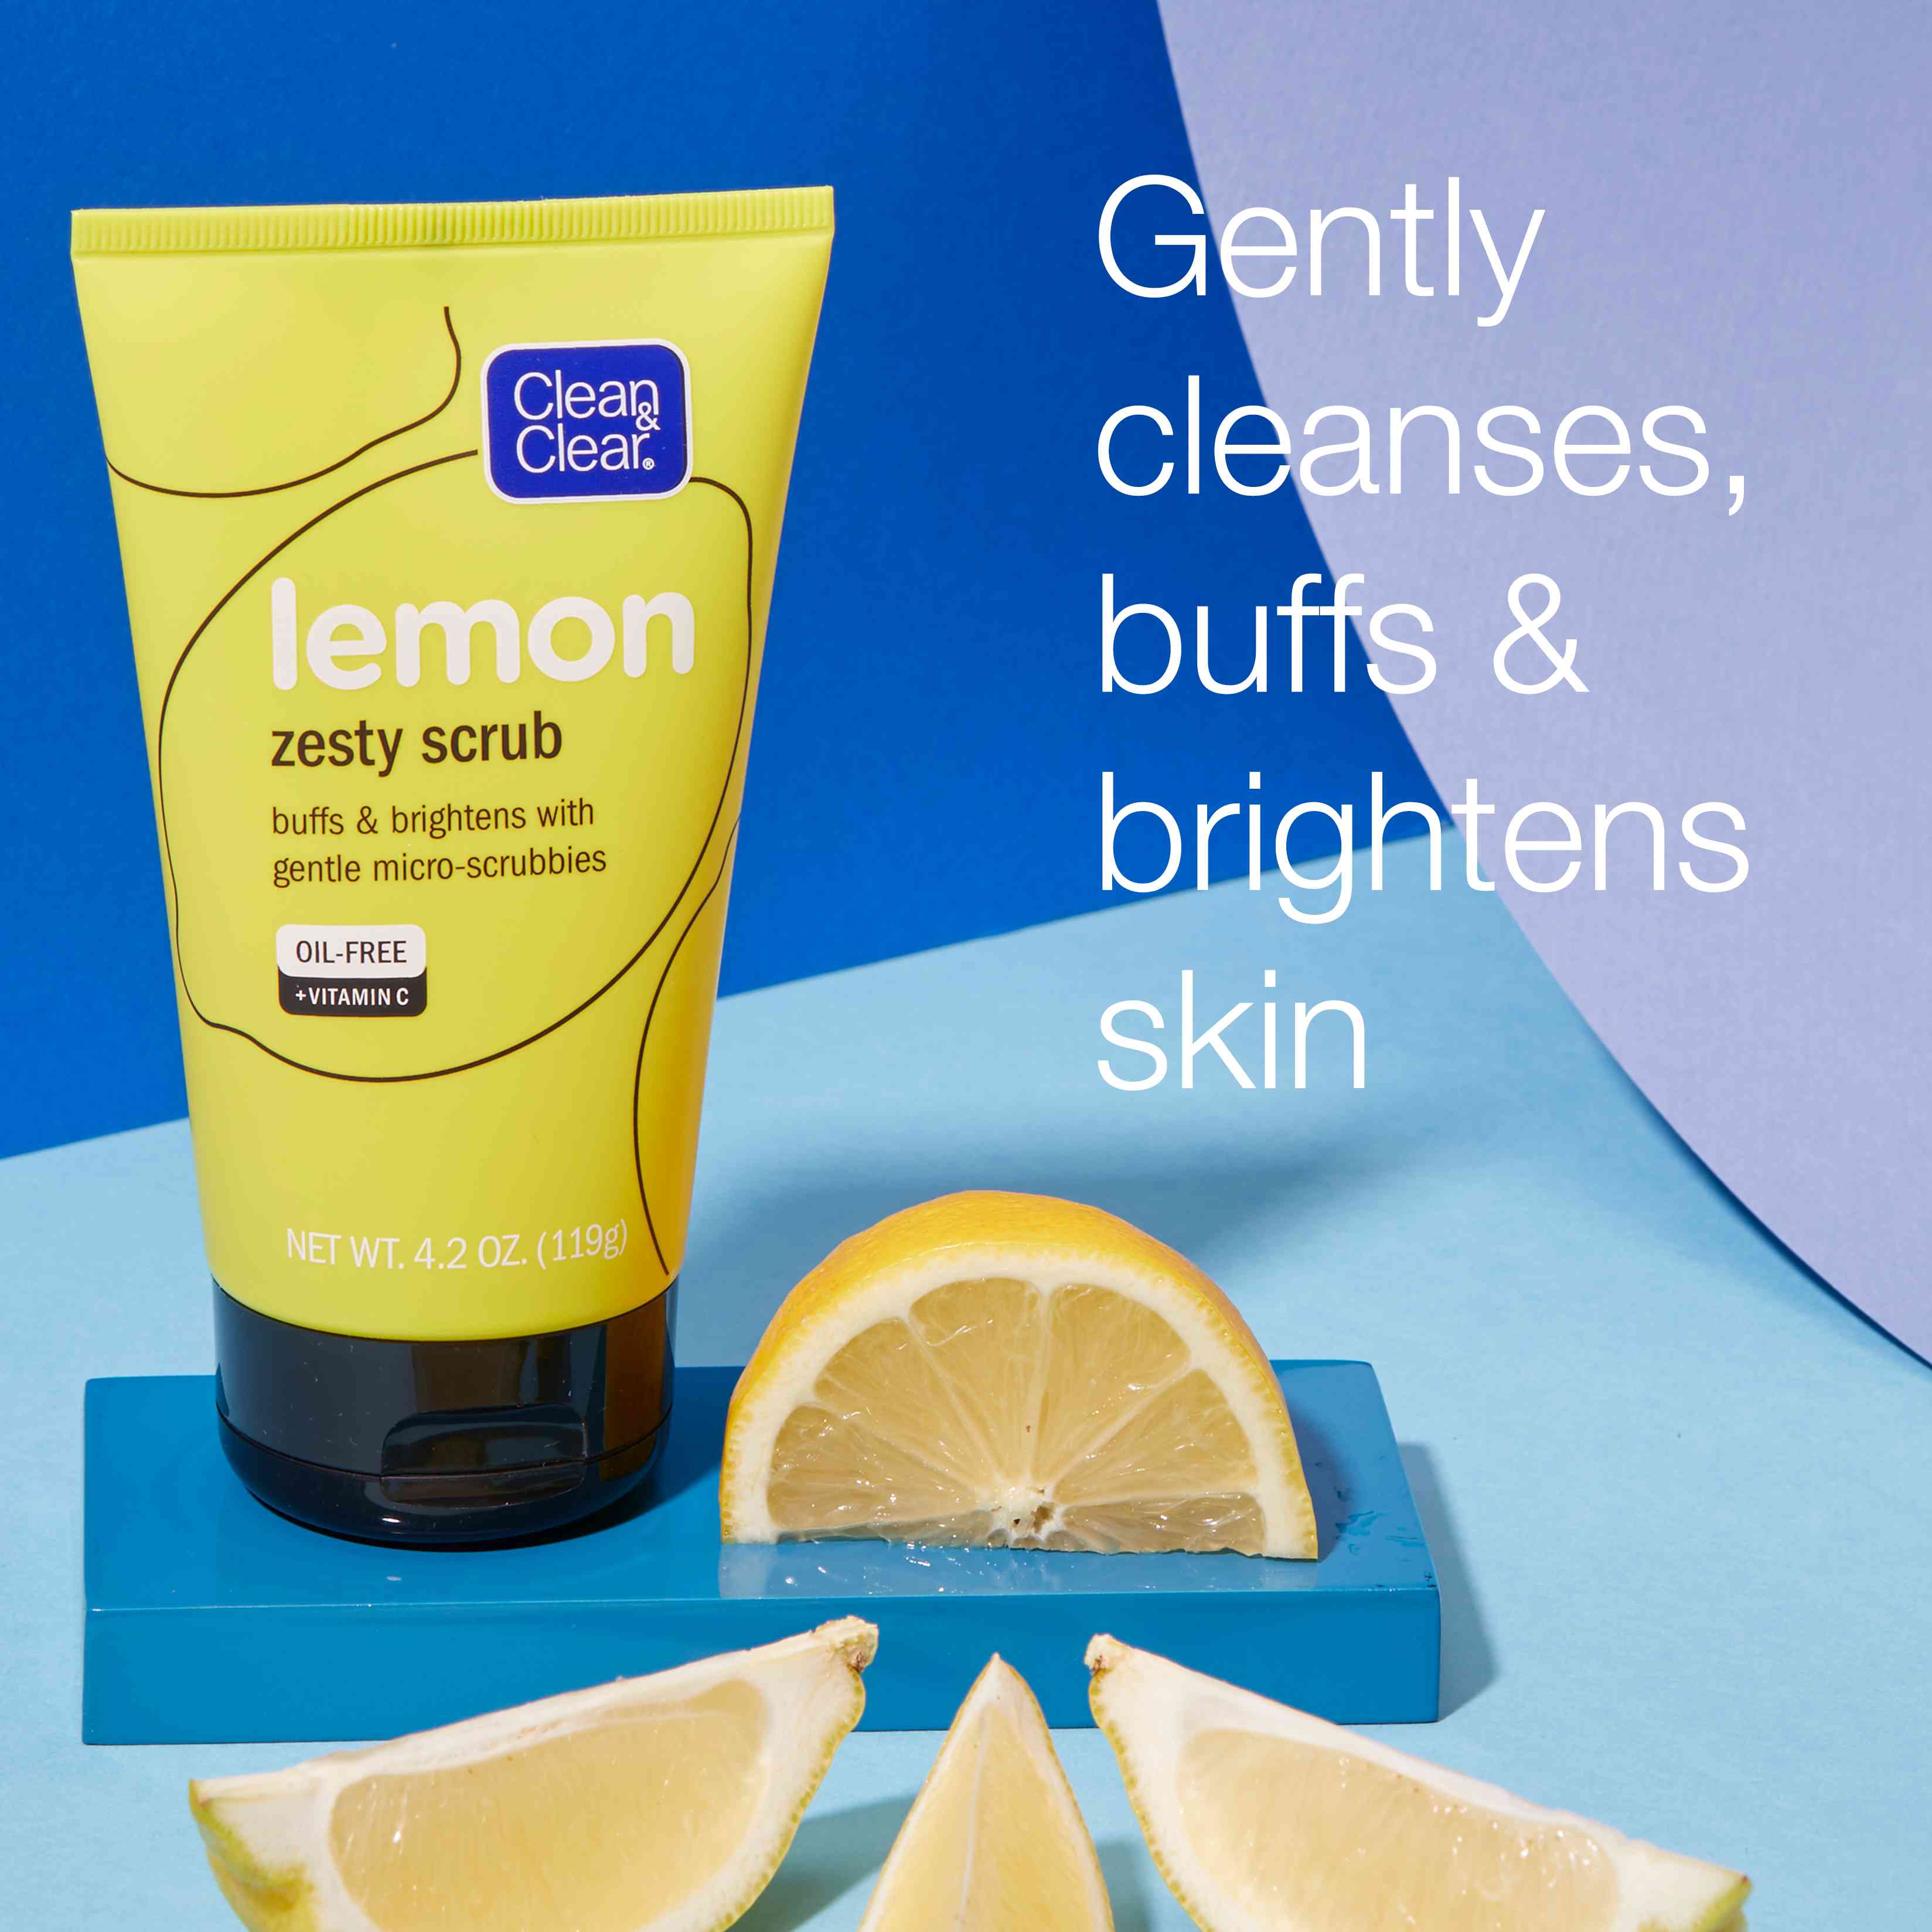 Gently
cleanses,
buffs &
brightens
skin
Clean &
Clear®
lemon
zesty scrub
buffs & brightens with
gentle micro-scrubbies
OIL-FREE
+VITAMIN C
NET WT. 4.2 OZ. (119g)